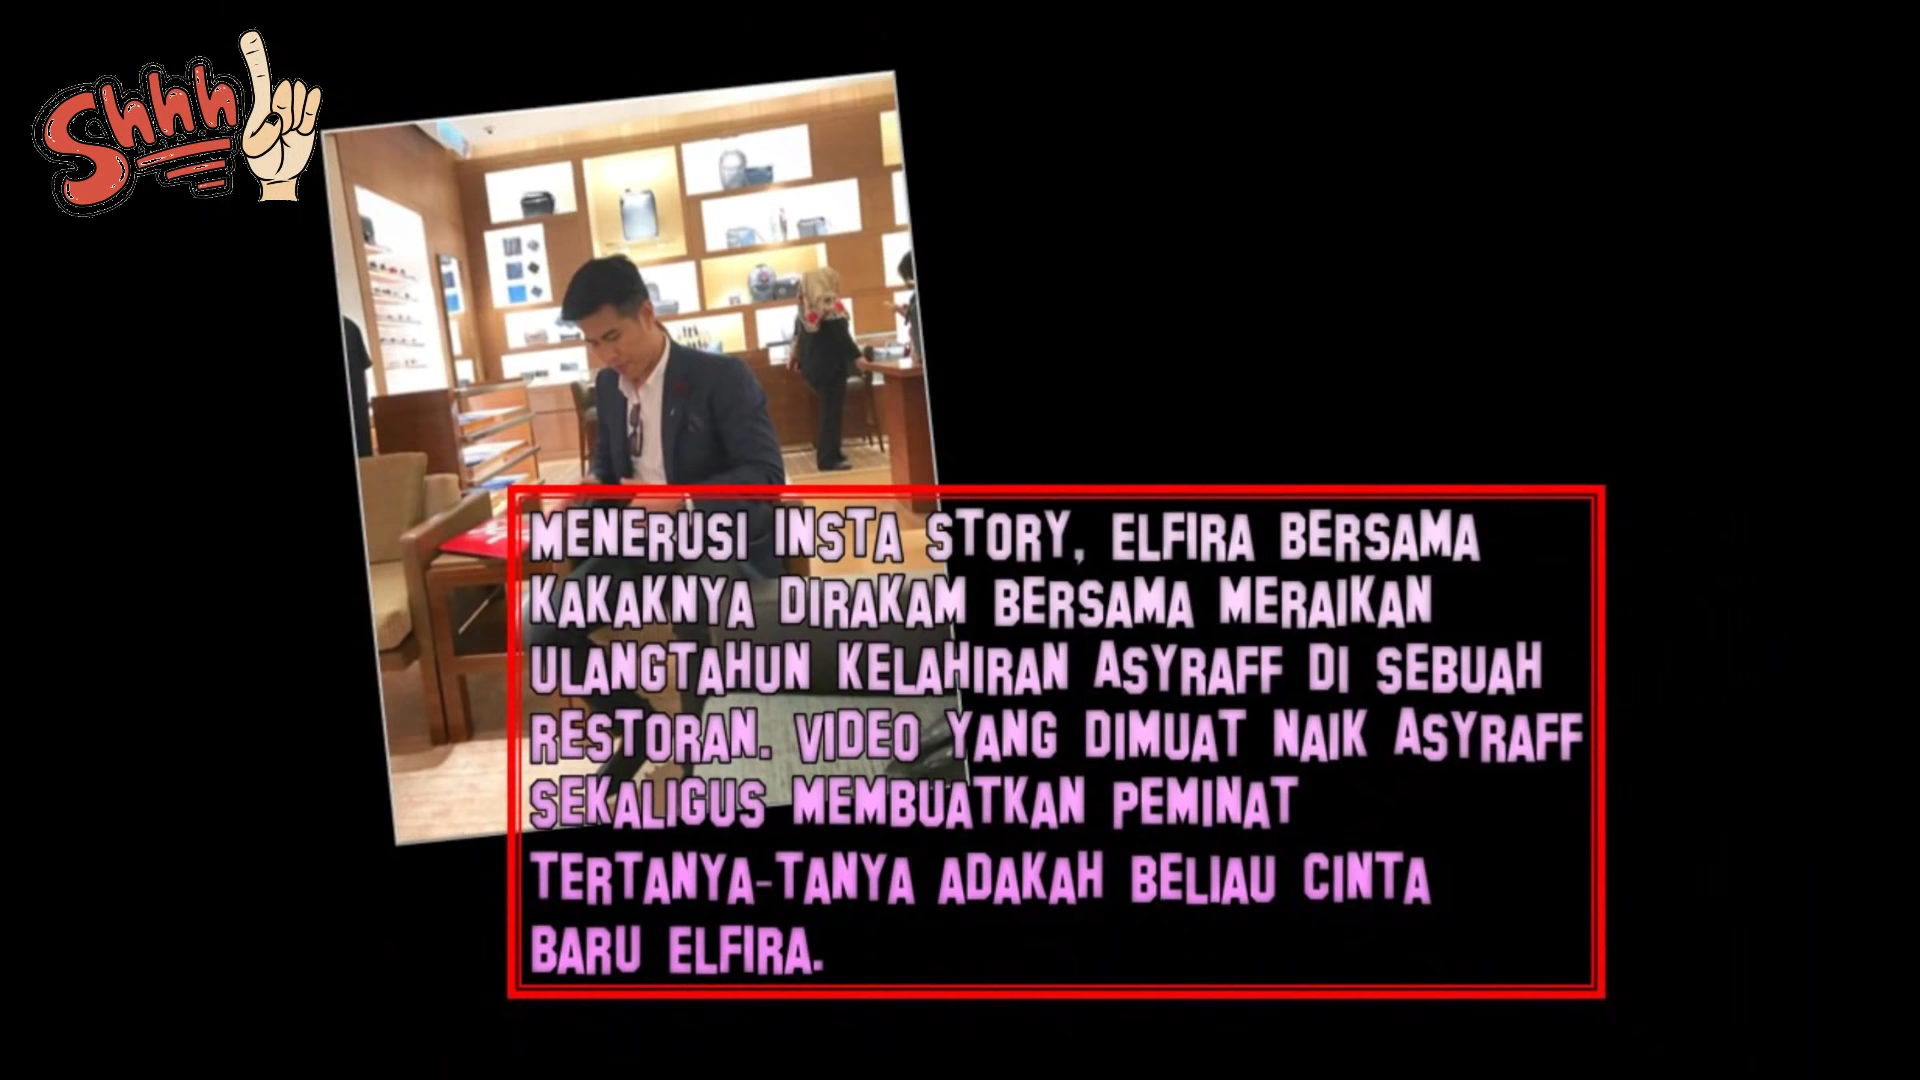 Shhh
MENERUSI INSTA STORY, ELFIRA BERSAMA
KAKAKNYA DIRAKAM BERSAMA MERAIKAN
ULANGTAHUN KELAHIRAN ASYRAFF DI SEBUAH
RESTORAN. VIDEO YANG DIMUAT NAIK ASYRAFF
SEKALIGUS MEMBUATKAN PEMINAT
TERTANYA-TANYA ADAKAH BELIAU CINTA
BARU ELFIRA.